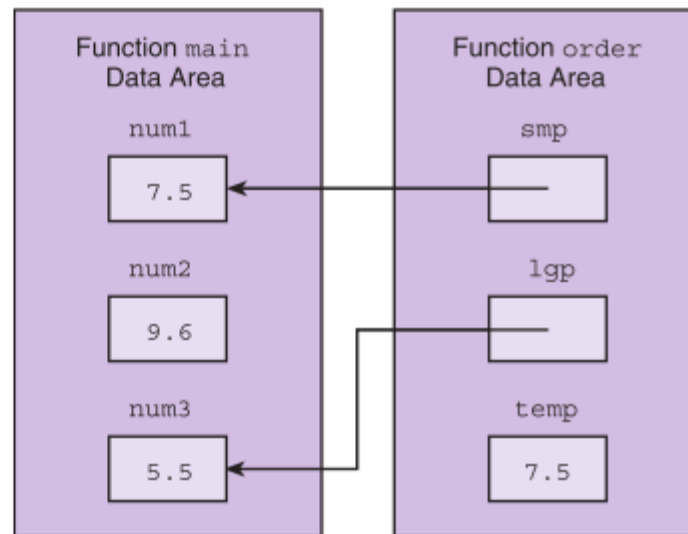 Function main
Data Area
num1
7.5
num2
9.6
num3
5.5
Function order
Data Area
smp
lgp
temp
7.5